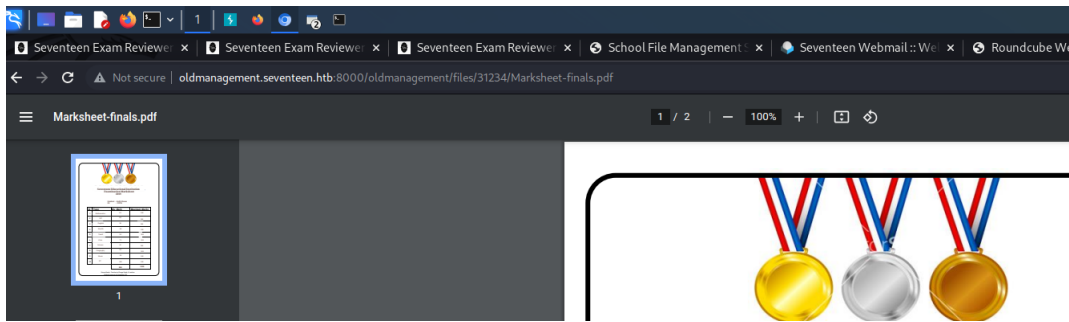 1
Seventeen Exam Reviewer Seventeen Exam Reviewer Seventeen Exam Reviewer School File Management S Seventeen Webmail :: We Roundcube We
Not secure oldmanagement.seventeen.htb:8000/oldmanagement/files/31234/Marksheet-finals.pdf
Marksheet-finals.pdf 1 / 2 100%
1